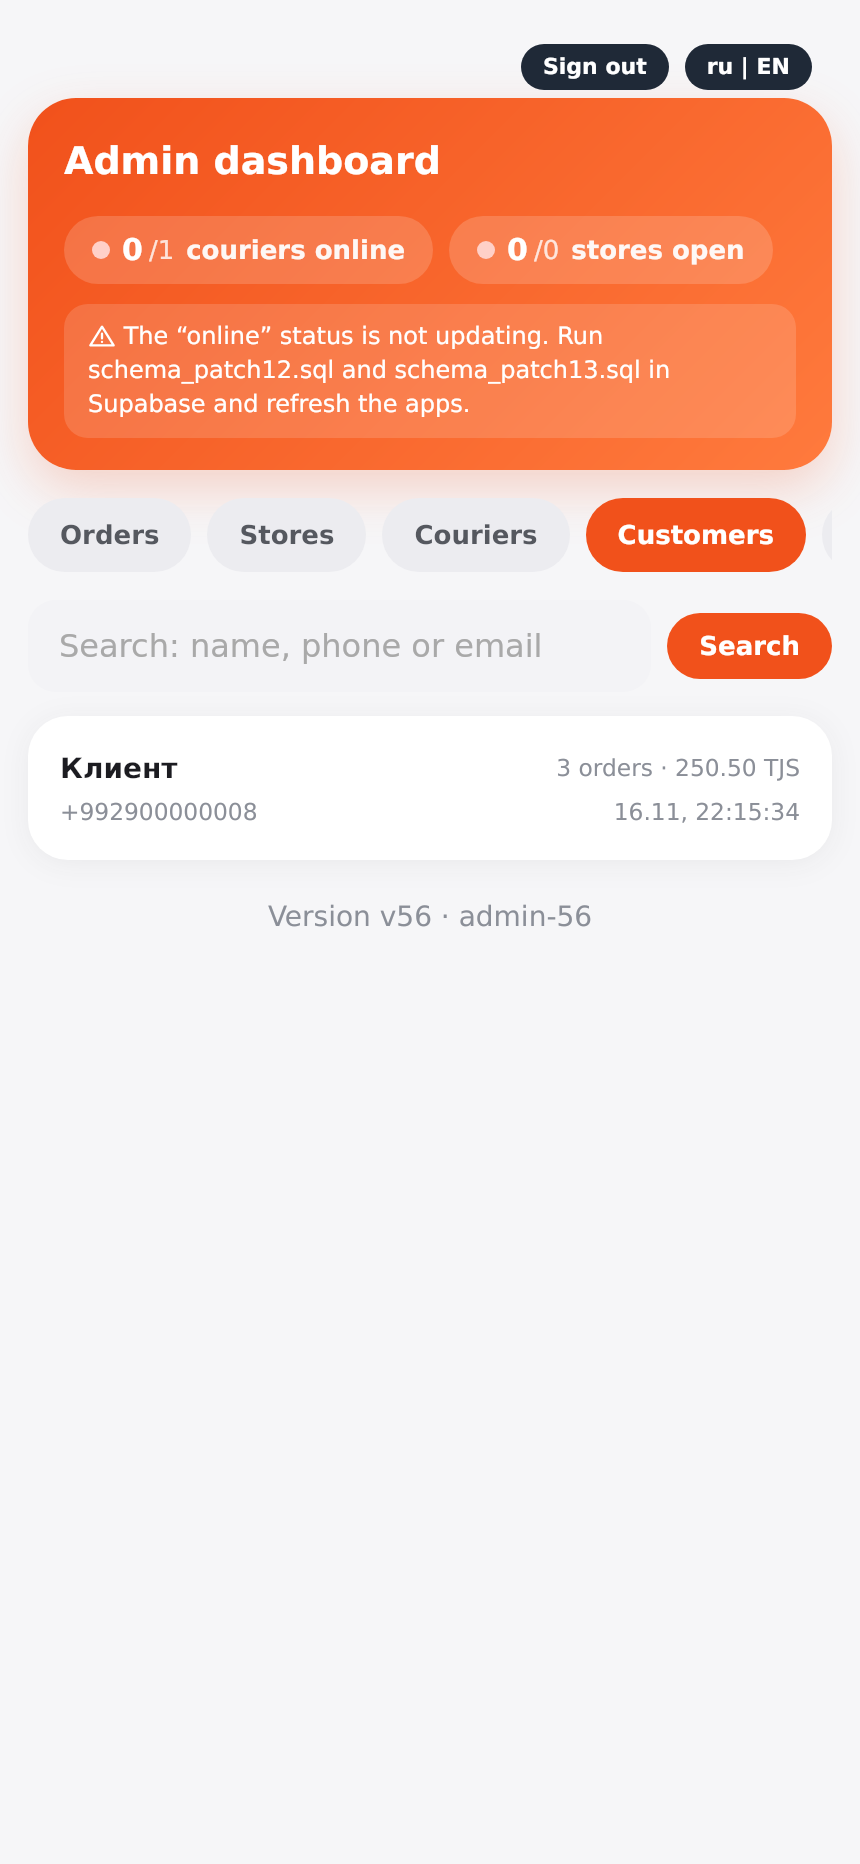 Sign out
ru | EN
Admin dashboard
0 /1 couriers online
0 /0 stores open
⚠ The “online” status is not updating. Run
schema_patch12.sql and schema_patch13.sql in
Supabase and refresh the apps.
Orders
Stores
Couriers
Customers
Search: name, phone or email
Search
Клиент
3 orders · 250.50 TJS
+992900000008
16.11, 22:15:34
Version v56 · admin-56